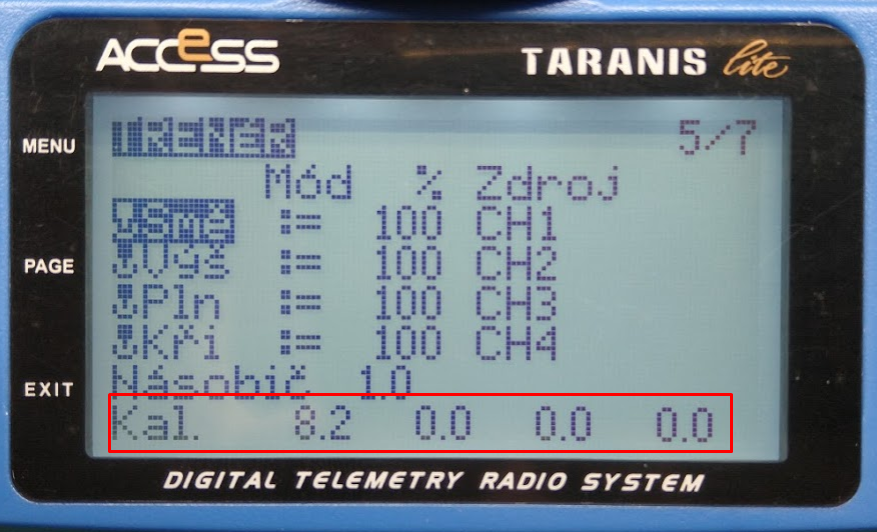 ACCeSS TARANIS lite
TRENER 5/7
MENU
Mód % Zdroj
Smě := 100 CH1
Výš := 100 CH2
PAGE
Pln := 100 CH3
Kři := 100 CH4
Násobič 1.0
EXIT
Kal. 8.2 0.0 0.0 0.0
DIGITAL TELEMETRY RADIO SYSTEM